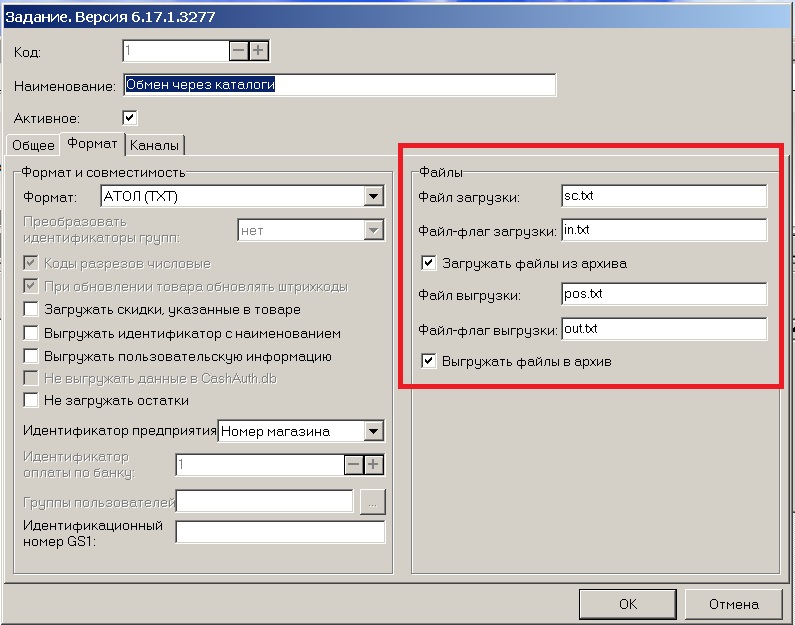 Задание. Версия 6.17.1.3277
Код:
1
Наименование:
Обмен через каталоги
Активное:
Общее
Формат
Каналы
Формат и совместимость
Формат:
АТОЛ (TXT)
Преобразовать
идентификаторы групп:
нет
Коды разрезов числовые
При обновлении товара обновлять штрихкоды
Загружать скидки, указанные в товаре
Выгружать идентификатор с наименованием
Выгружать пользовательскую информацию
Не выгружать данные в CashAuth.db
Не загружать остатки
Идентификатор предприятия
Номер магазина
Идентификатор
оплаты по банку:
1
Группы пользователей
...
Идентификационный
номер GS1:
Файлы
Файл загрузки:
sc.txt
Файл-флаг загрузки:
in.txt
Загружать файлы из архива
Файл выгрузки:
pos.txt
Файл-флаг выгрузки:
out.txt
Выгружать файлы в архив
OK
Отмена